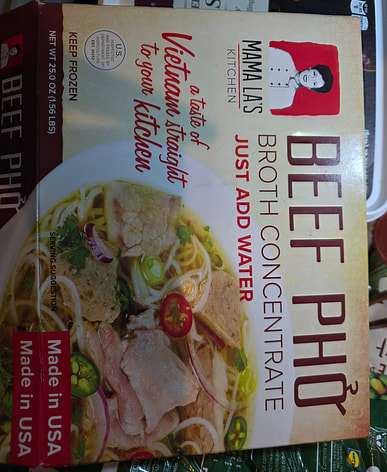 MAMA LA'S
KITCHEN
BEEF PHỞ
BROTH CONCENTRATE
JUST ADD WATER
a taste of
Vietnam straight
to your kitchen
U.S.
KEEP FROZEN
NET WT 25.0 OZ (1.56 LBS)
SERVING SUGGESTION
Made in USA
Made in USA
BEEF PHỞ